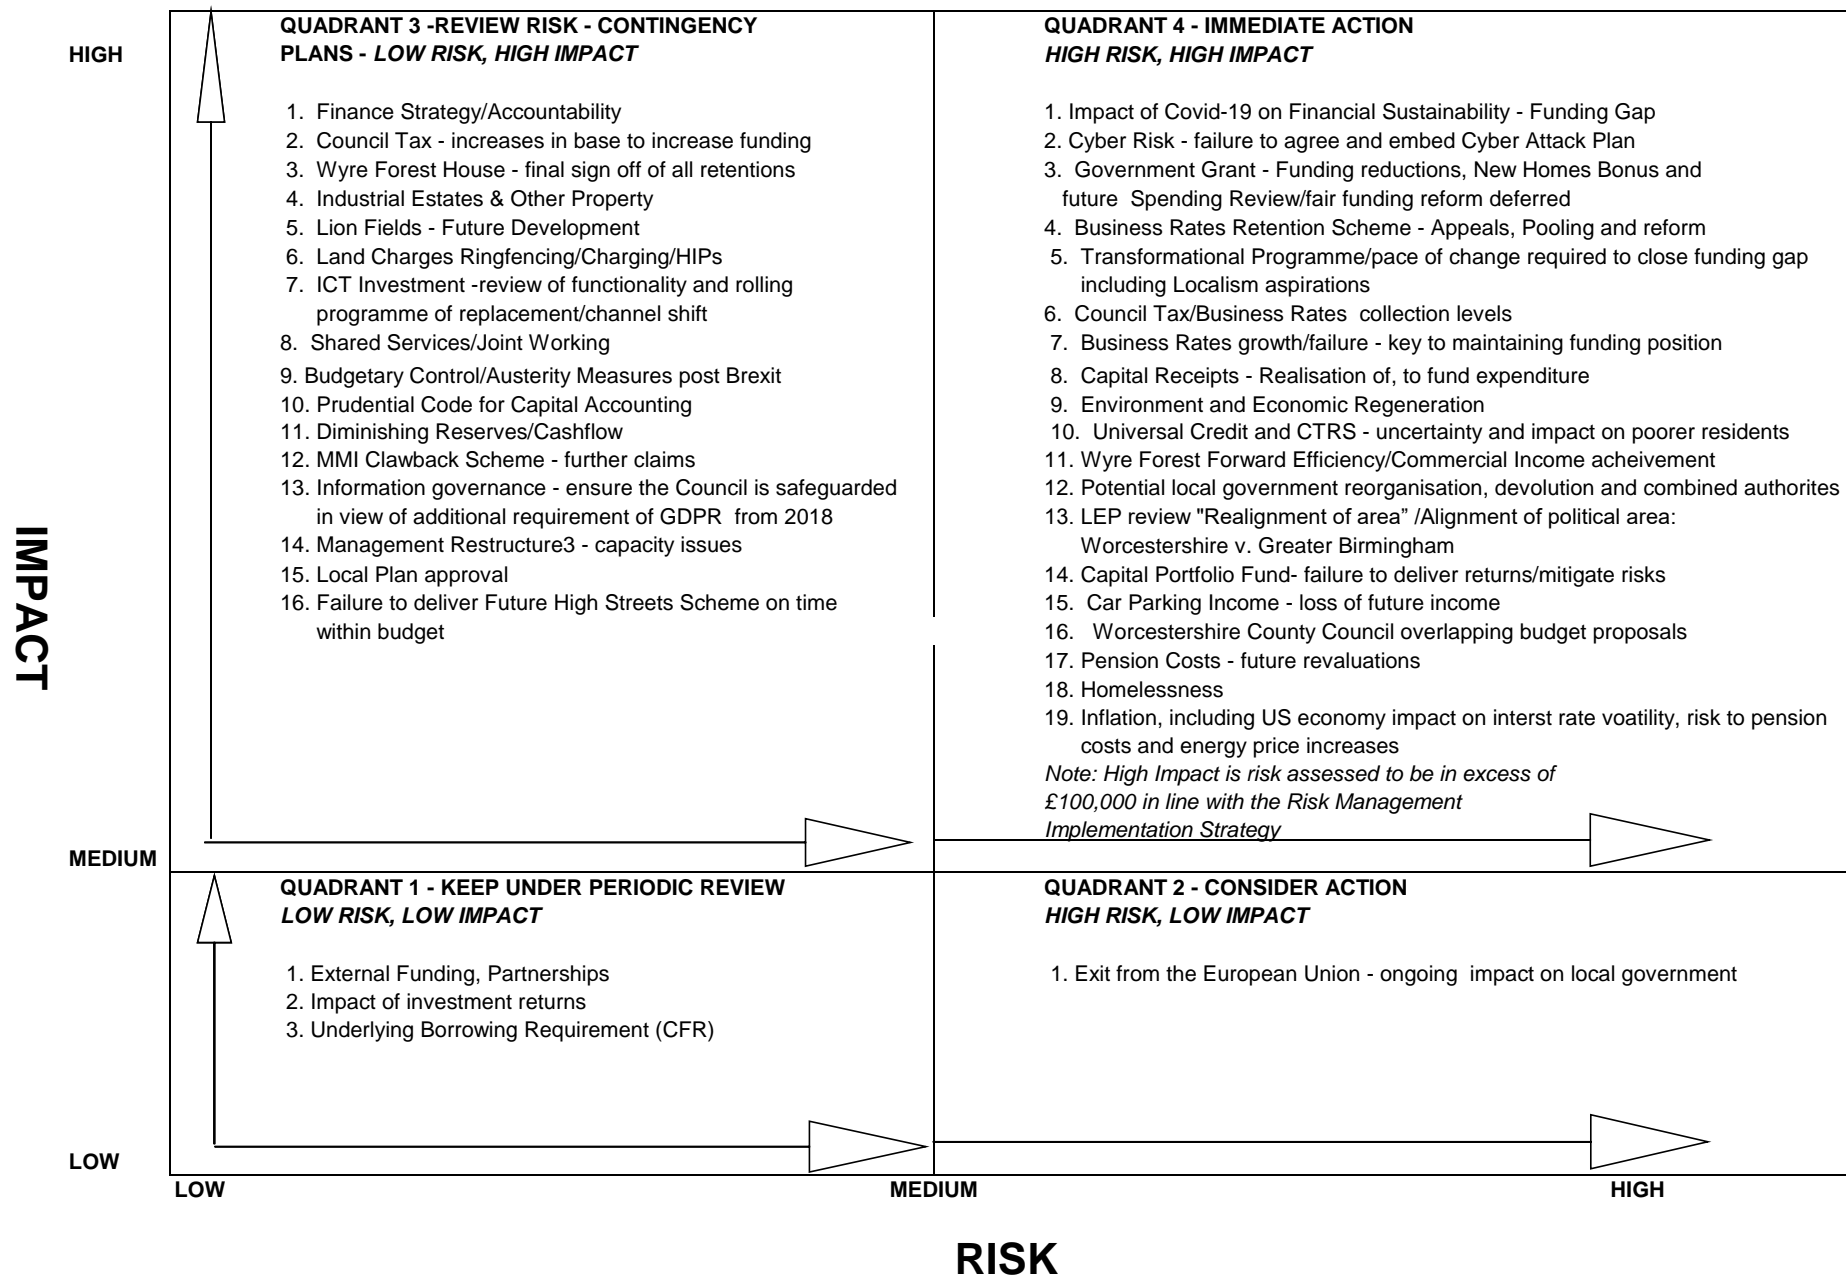 HIGH
QUADRANT 3 -REVIEW RISK - CONTINGENCY
PLANS - LOW RISK, HIGH IMPACT
1. Finance Strategy/Accountability
2. Council Tax - increases in base to increase funding
3. Wyre Forest House - final sign off of all retentions
4. Industrial Estates & Other Property
5. Lion Fields - Future Development
6. Land Charges Ringfencing/Charging/HIPs
7. ICT Investment -review of functionality and rolling
programme of replacement/channel shift
8. Shared Services/Joint Working
9. Budgetary Control/Austerity Measures post Brexit
10. Prudential Code for Capital Accounting
11. Diminishing Reserves/Cashflow
12. MMI Clawback Scheme - further claims
13. Information governance - ensure the Council is safeguarded
in view of additional requirement of GDPR from 2018
14. Management Restructure3 - capacity issues
15. Local Plan approval
16. Failure to deliver Future High Streets Scheme on time
within budget
QUADRANT 4 - IMMEDIATE ACTION
HIGH RISK, HIGH IMPACT
1. Impact of Covid-19 on Financial Sustainability - Funding Gap
2. Cyber Risk - failure to agree and embed Cyber Attack Plan
3. Government Grant - Funding reductions, New Homes Bonus and
future Spending Review/fair funding reform deferred
4. Business Rates Retention Scheme - Appeals, Pooling and reform
5. Transformational Programme/pace of change required to close funding gap
including Localism aspirations
6. Council Tax/Business Rates collection levels
7. Business Rates growth/failure - key to maintaining funding position
8. Capital Receipts - Realisation of, to fund expenditure
9. Environment and Economic Regeneration
10. Universal Credit and CTRS - uncertainty and impact on poorer residents
11. Wyre Forest Forward Efficiency/Commercial Income acheivement
12. Potential local government reorganisation, devolution and combined authorites
13. LEP review "Realignment of area” /Alignment of political area:
Worcestershire v. Greater Birmingham
14. Capital Portfolio Fund- failure to deliver returns/mitigate risks
15. Car Parking Income - loss of future income
16. Worcestershire County Council overlapping budget proposals
17. Pension Costs - future revaluations
18. Homelessness
19. Inflation, including US economy impact on interst rate voatility, risk to pension
costs and energy price increases
Note: High Impact is risk assessed to be in excess of
£100,000 in line with the Risk Management
Implementation Strategy
IMPACT
MEDIUM
QUADRANT 1 - KEEP UNDER PERIODIC REVIEW
LOW RISK, LOW IMPACT
1. External Funding, Partnerships
2. Impact of investment returns
3. Underlying Borrowing Requirement (CFR)
QUADRANT 2 - CONSIDER ACTION
HIGH RISK, LOW IMPACT
1. Exit from the European Union - ongoing impact on local government
LOW
LOW
MEDIUM
HIGH
RISK